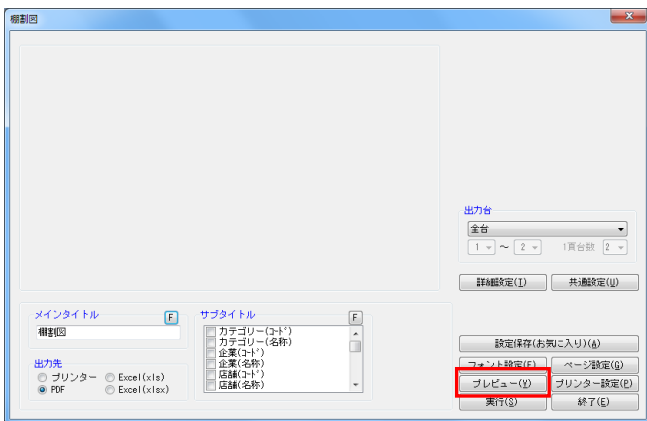 棚割図
出力台
全台
1 ～ 2 1頁台数 2
詳細設定(I) 共通設定(U)
メインタイトル F
棚割図
サブタイトル F
カテゴリー(コード)
カテゴリー(名称)
企業(コード)
企業(名称)
店舗(コード)
店舗(名称)
出力先
プリンター Excel(xls)
PDF Excel(xlsx)
設定保存(お気に入り)(A)
フォント設定(F) ページ設定(G)
プレビュー(V) プリンター設定(P)
実行(S) 終了(E)